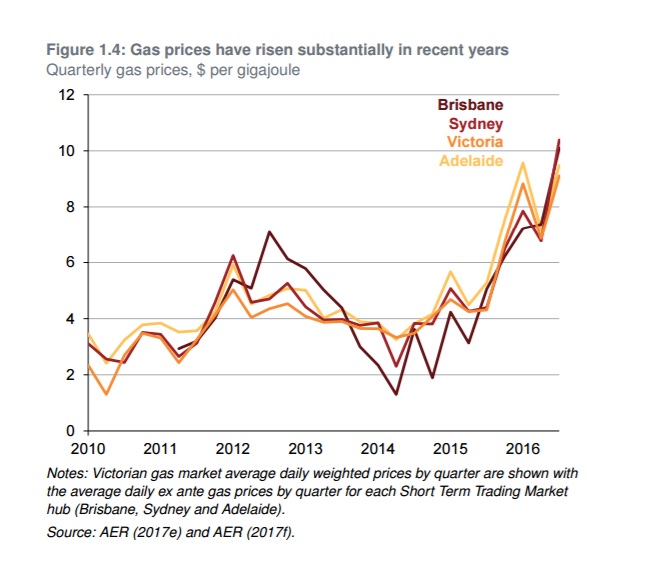 Figure 1.4: Gas prices have risen substantially in recent years
Quarterly gas prices, $ per gigajoule
12
Brisbane
Sydney
Victoria
Adelaide
10
8
6
4
2
0
2010 2011 2012 2013 2014 2015 2016
Notes: Victorian gas market average daily weighted prices by quarter are shown with
the average daily ex ante gas prices by quarter for each Short Term Trading Market
hub (Brisbane, Sydney and Adelaide).
Source: AER (2017e) and AER (2017f).